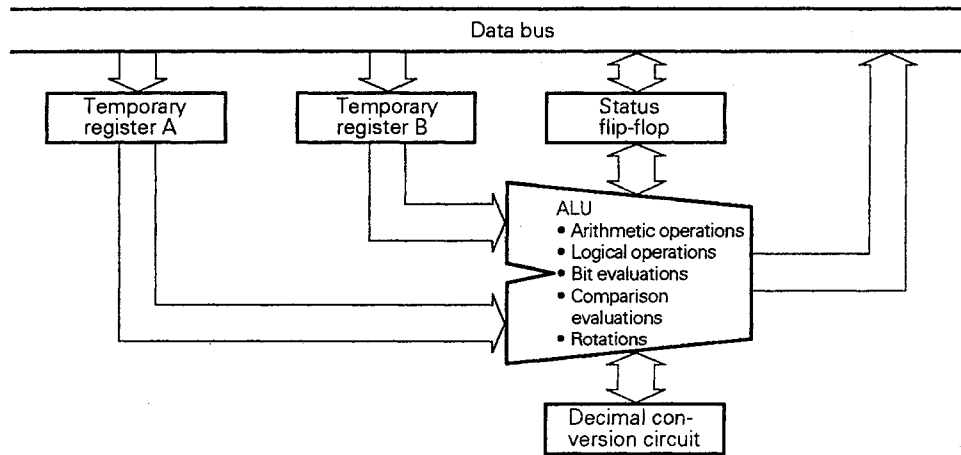 Data bus
Temporary
register A
Temporary
register B
Status
flip-flop
ALU
• Arithmetic operations
• Logical operations
• Bit evaluations
• Comparison
evaluations
• Rotations
Decimal con-
version circuit